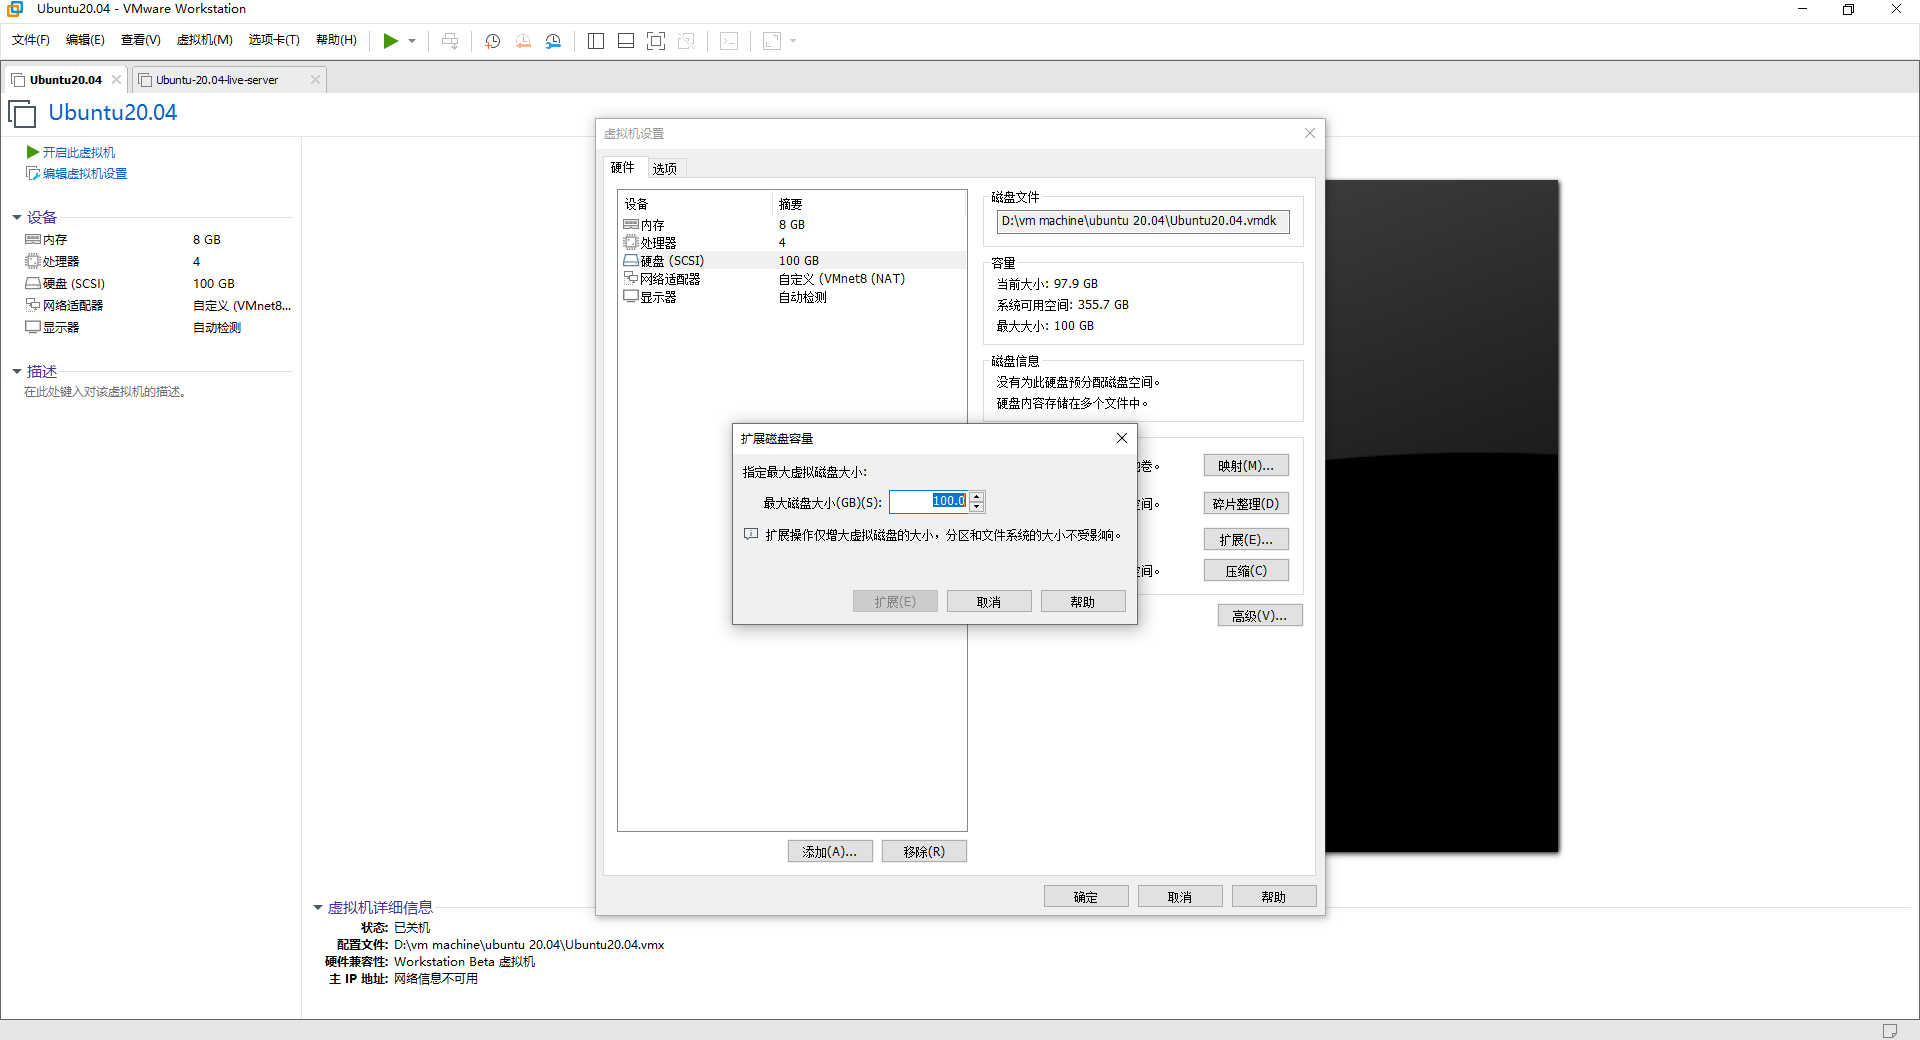 Ubuntu20.04 - VMware Workstation
文件(F) 编辑(E) 查看(V) 虚拟机(M) 选项卡(T) 帮助(H)
Ubuntu20.04
Ubuntu-20.04-live-server
Ubuntu20.04
开启此虚拟机
编辑虚拟机设置
设备
内存 8 GB
处理器 4
硬盘 (SCSI) 100 GB
网络适配器 自定义 (VMnet8...
显示器 自动检测
描述
在此处键入对该虚拟机的描述。
虚拟机设置
硬件 选项
设备 摘要
内存 8 GB
处理器 4
硬盘 (SCSI) 100 GB
网络适配器 自定义 (VMnet8 (NAT)
显示器 自动检测
添加(A)... 移除(R)
磁盘文件
D:\vm machine\ubuntu 20.04\Ubuntu20.04.vmdk
容量
当前大小: 97.9 GB
系统可用空间: 355.7 GB
最大大小: 100 GB
磁盘信息
没有为此硬盘预分配磁盘空间。
硬盘内容存储在多个文件中。
卷。 映射(M)...
间。 碎片整理(D)
扩展(E)...
间。 压缩(C)
高级(V)...
扩展磁盘容量
指定最大虚拟磁盘大小:
最大磁盘大小(GB)(S): 100.0
扩展操作仅增大虚拟磁盘的大小，分区和文件系统的大小不受影响。
扩展(E) 取消 帮助
确定 取消 帮助
虚拟机详细信息
状态: 已关机
配置文件: D:\vm machine\ubuntu 20.04\Ubuntu20.04.vmx
硬件兼容性: Workstation Beta 虚拟机
主 IP 地址: 网络信息不可用